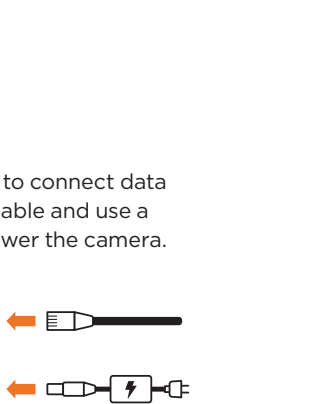 to connect data
able and use a
wer the camera.